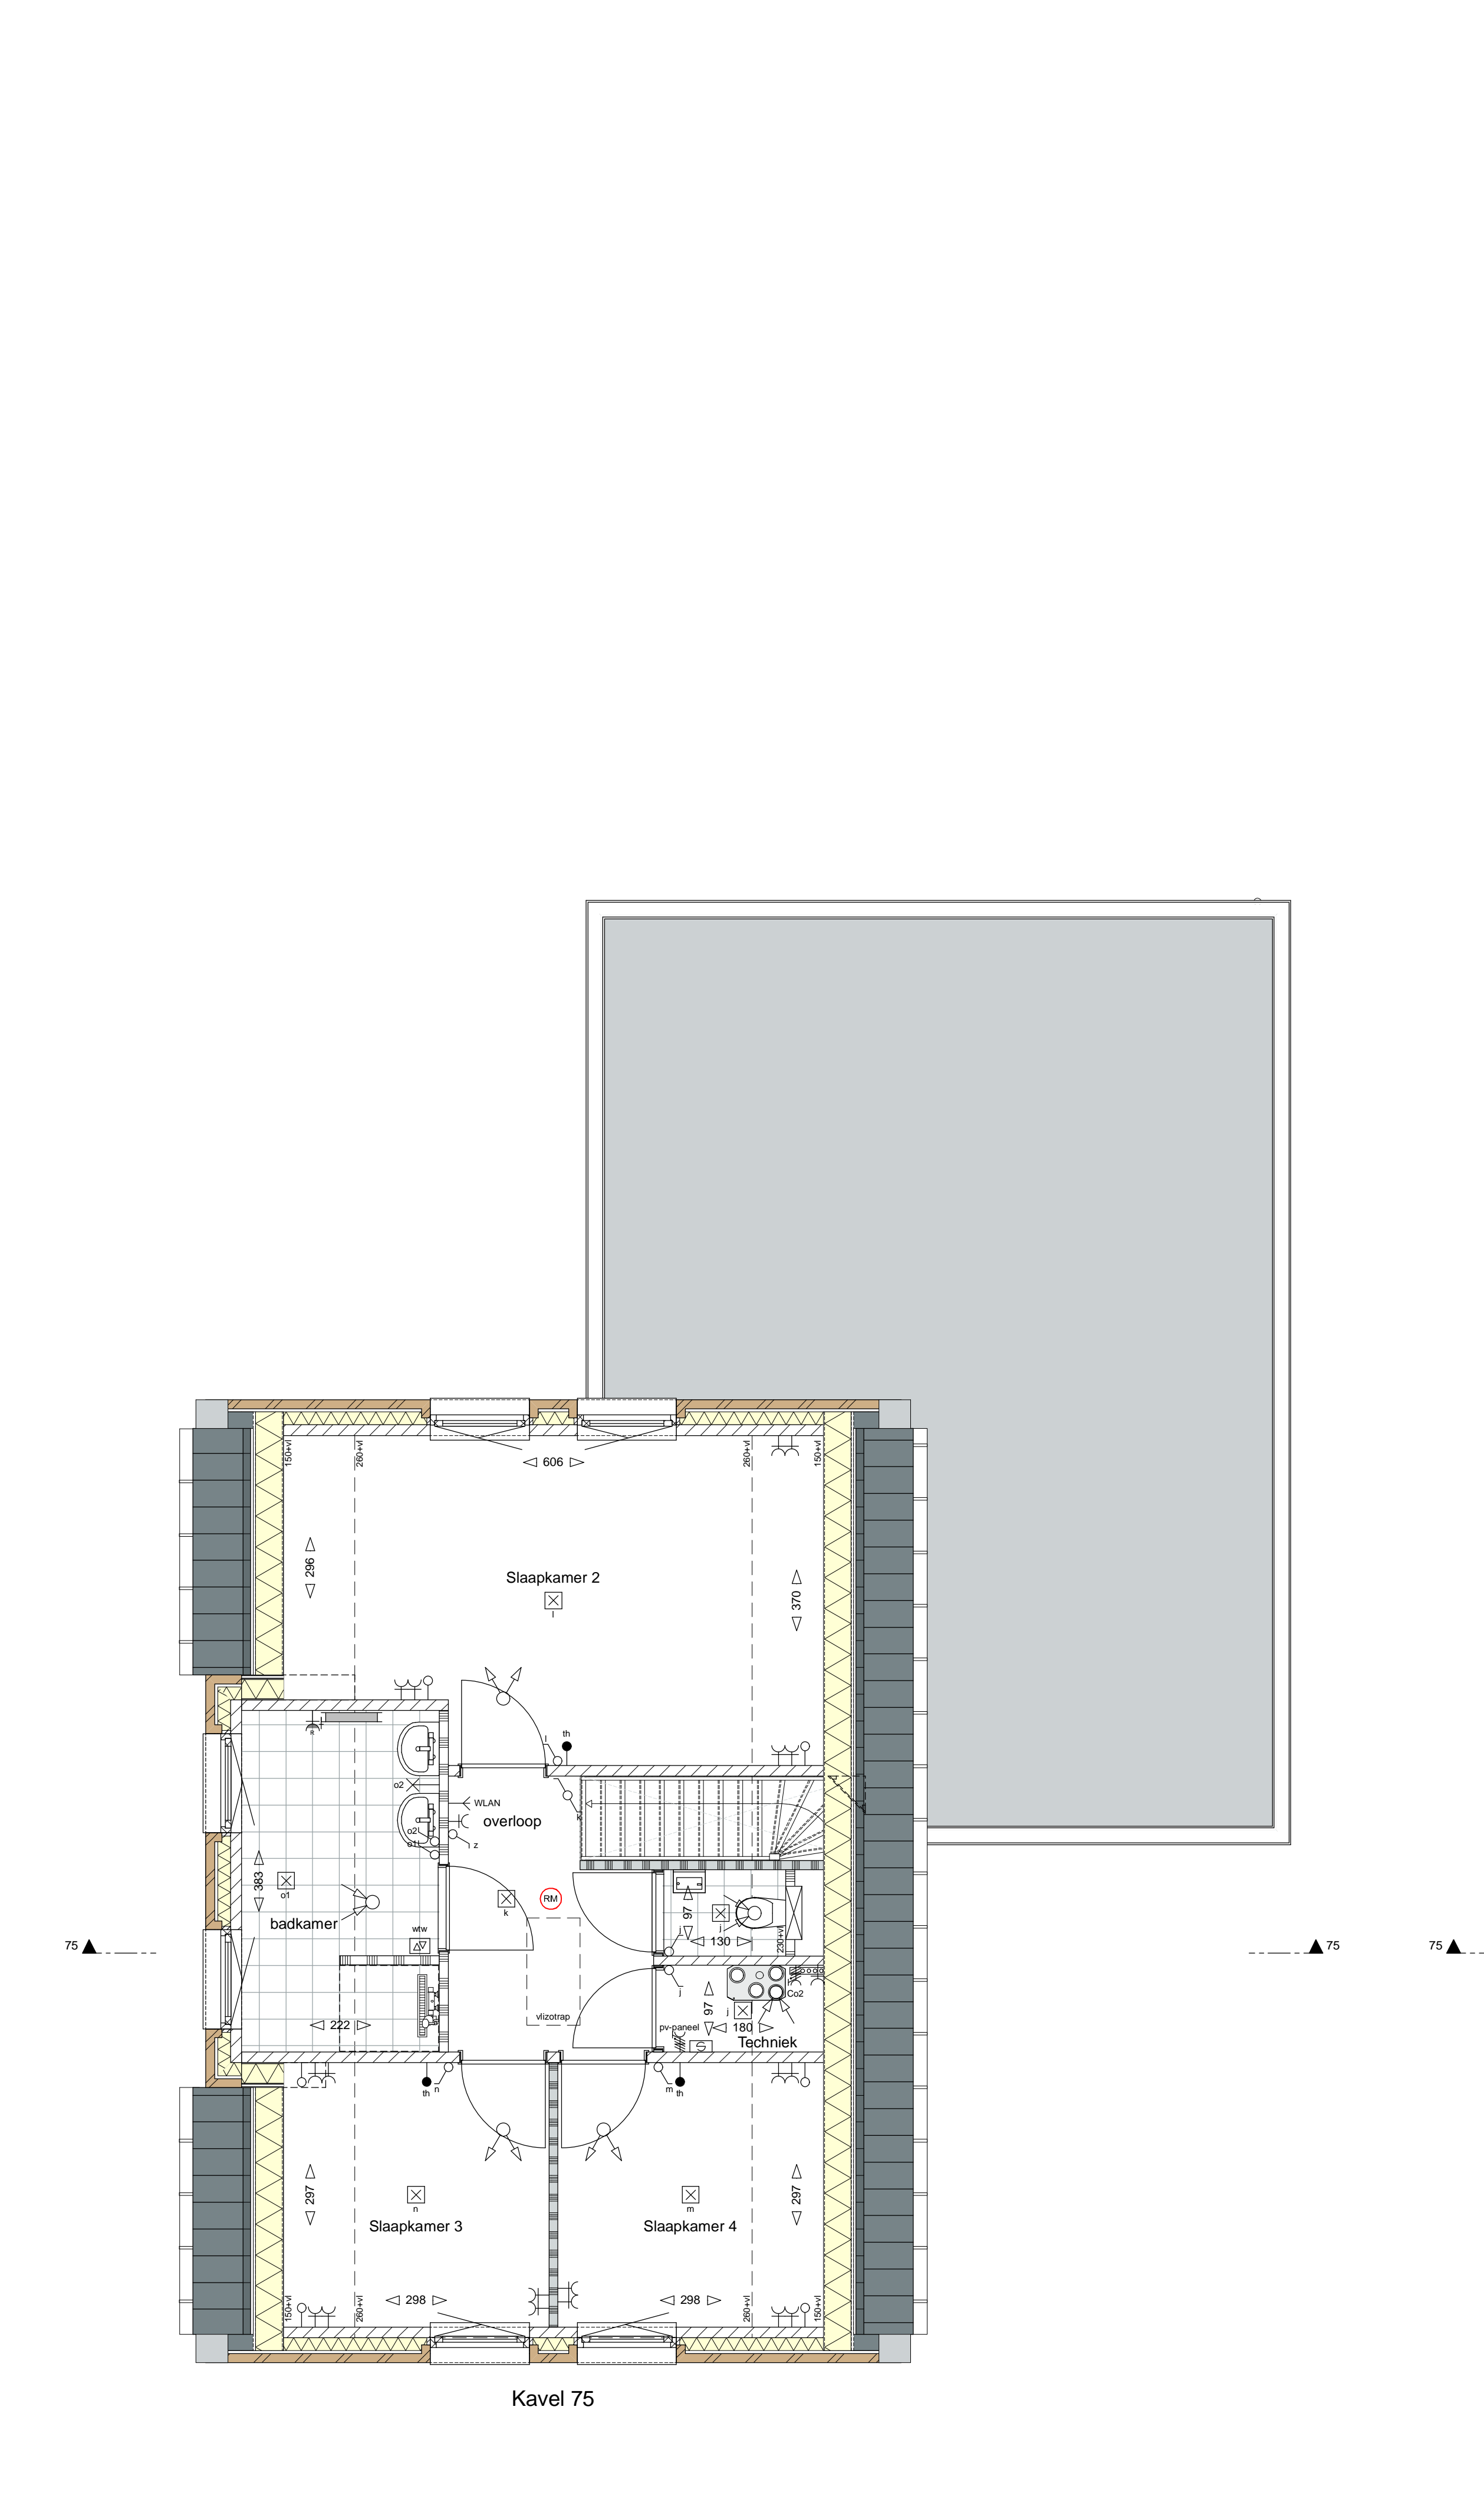 150+vl
260+vl
260+vl
150+vl
606
296
370
Slaapkamer 2
l
th
l
o2
WLAN
overloop
k
o2
o1
z
R
383
o1
badkamer
wtw
k
RM
97
j
j
130
230+vl
75
75
75
222
vlizotrap
j
97
j
Co2
pv-paneel
180
Techniek
th
n
m
th
297
297
n
m
Slaapkamer 3
Slaapkamer 4
150+vl
260+vl
298
298
260+vl
150+vl
Kavel 75